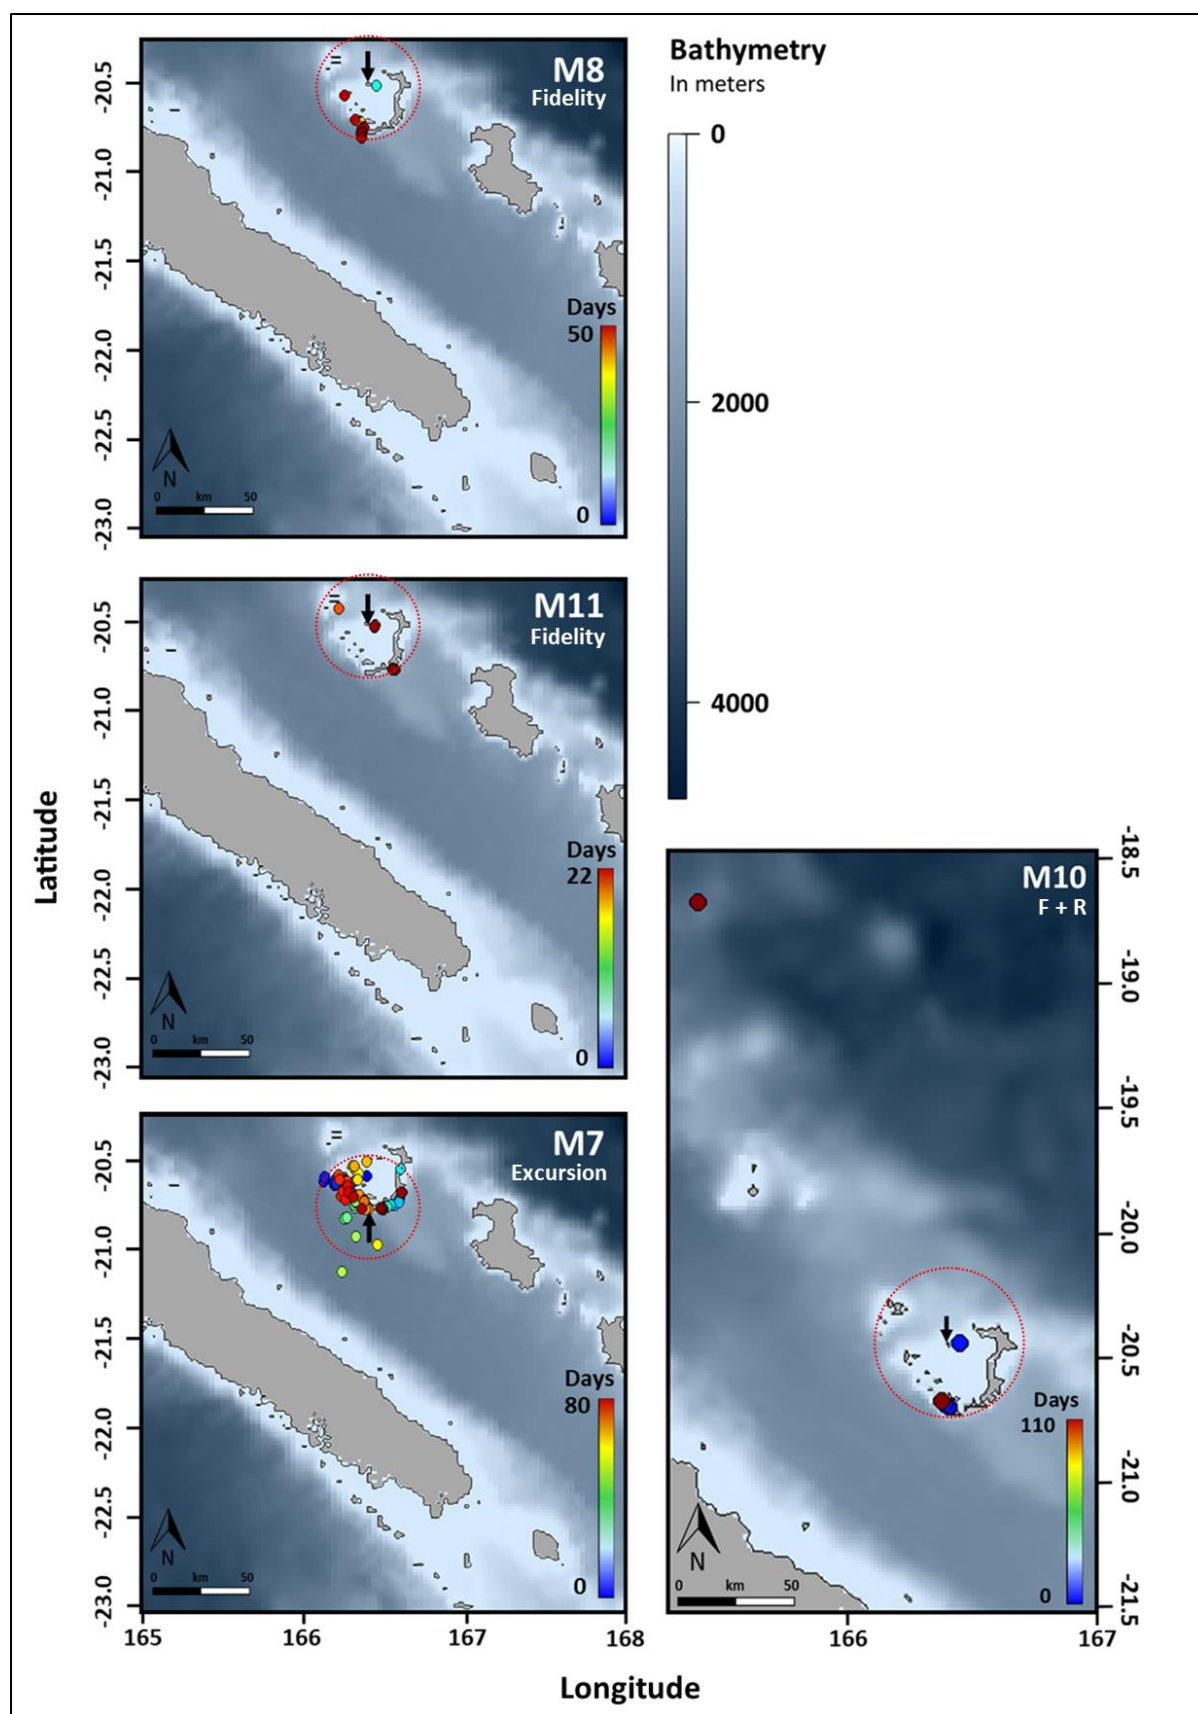 M8
Fidelity
-20.5
-21.0
-21.5
-22.0
-22.5
-23.0
Days
50
0
N
0 km 50
Bathymetry
In meters
0
2000
4000
M11
Fidelity
-20.5
-21.0
-21.5
-22.0
-22.5
-23.0
Days
22
0
N
0 km 50
Latitude
M7
Excursion
-20.5
-21.0
-21.5
-22.0
-22.5
-23.0
Days
80
0
N
0 km 50
165 166 167 168
M10
F + R
-18.5
-19.0
-19.5
-20.0
-20.5
-21.0
-21.5
Days
110
0
N
0 km 50
166 167
Longitude